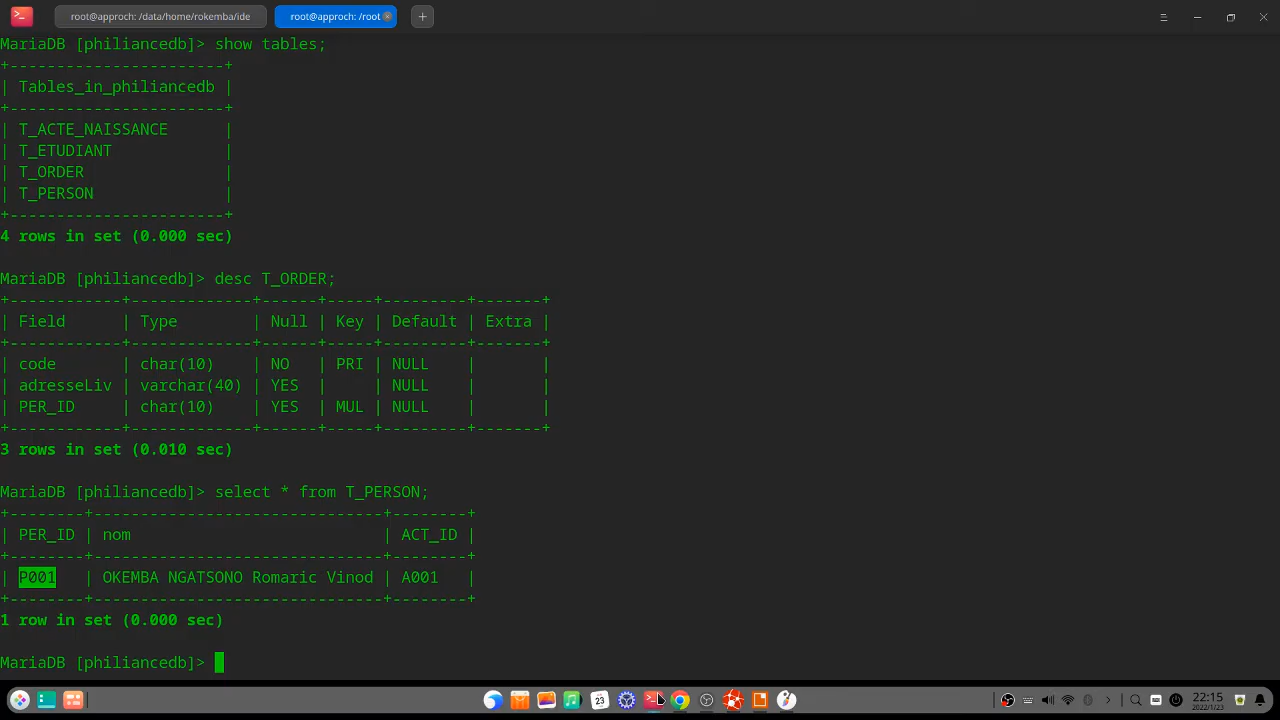 root@approch: /data/home/rokemba/ide
root@approch: /root
MariaDB [philiancedb]> show tables;
+-----------------------+
| Tables_in_philiancedb |
+-----------------------+
| T_ACTE_NAISSANCE      |
| T_ETUDIANT            |
| T_ORDER               |
| T_PERSON              |
+-----------------------+
4 rows in set (0.000 sec)
MariaDB [philiancedb]> desc T_ORDER;
+------------+-------------+------+-----+---------+-------+
| Field      | Type        | Null | Key | Default | Extra |
+------------+-------------+------+-----+---------+-------+
| code       | char(10)    | NO   | PRI | NULL    |       |
| adresseLiv | varchar(40) | YES  |     | NULL    |       |
| PER_ID     | char(10)    | YES  | MUL | NULL    |       |
+------------+-------------+------+-----+---------+-------+
3 rows in set (0.010 sec)
MariaDB [philiancedb]> select * from T_PERSON;
+--------+-------------------------------+--------+
| PER_ID | nom                           | ACT_ID |
+--------+-------------------------------+--------+
| P001   | OKEMBA NGATSONO Romaric Vinod | A001   |
+--------+-------------------------------+--------+
1 row in set (0.000 sec)
MariaDB [philiancedb]>
23
22:15
2022/1/23